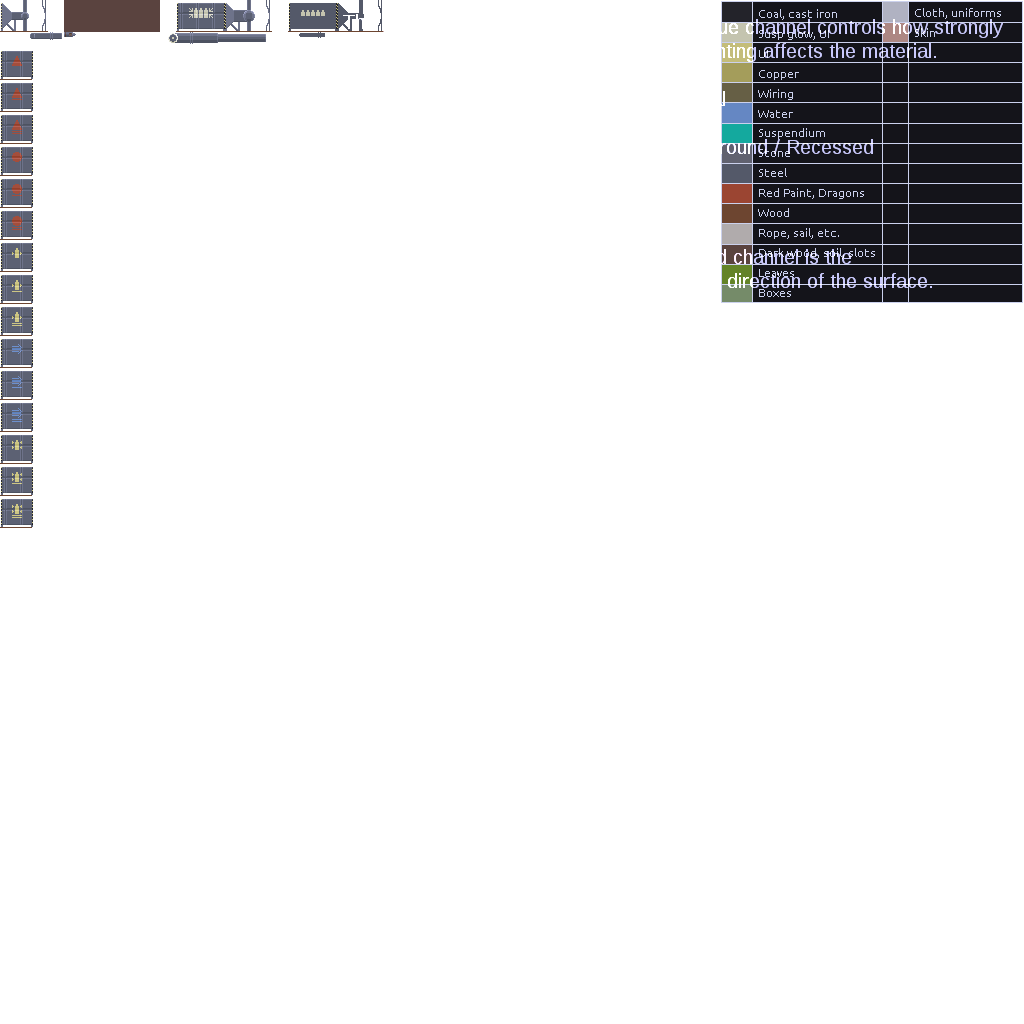 Coal, cast iron
Cloth, uniforms
ue channel controls how strongly
Susp glow, UI
Skin
UI
nting affects the material.
Copper
Wiring
Water
Suspendium
round / Recessed
Stone
Steel
Red Paint, Dragons
Wood
Rope, sail, etc.
Dark wood, soil, slots
d channel is the
Leaves
direction of the surface.
Boxes